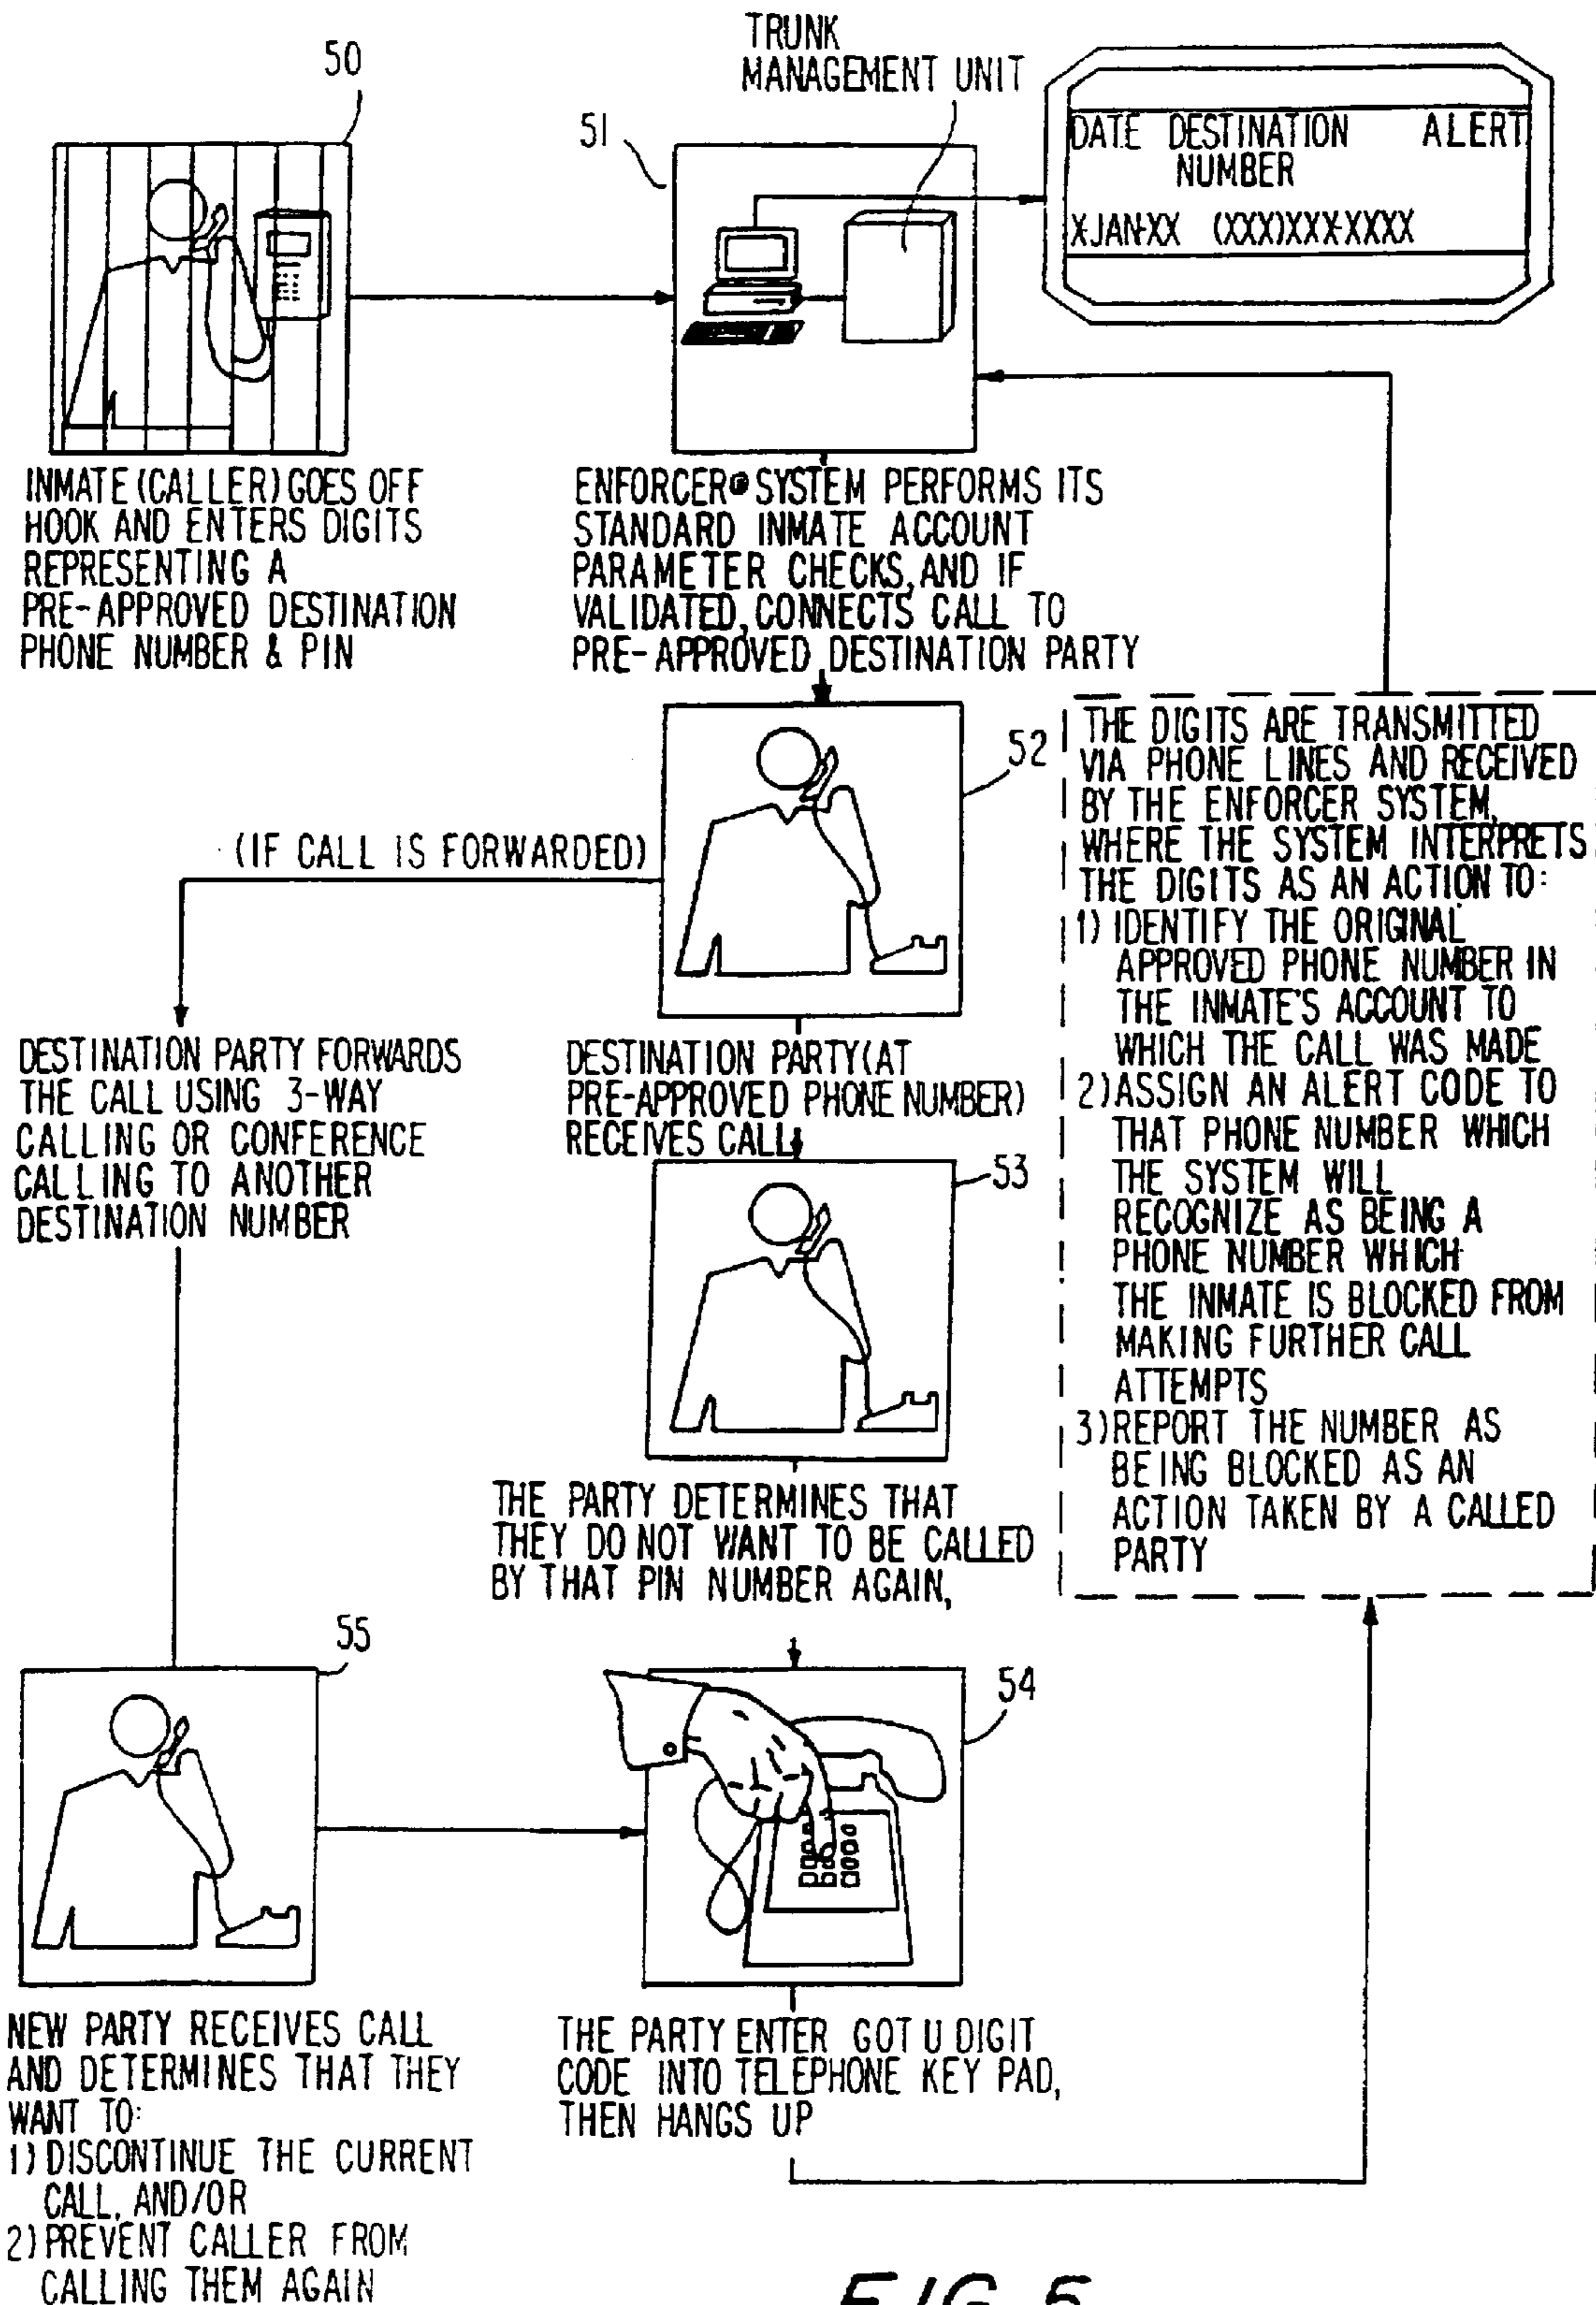 50
TRUNK
MANAGEMENT UNIT
51
DATE DESTINATION ALERT
NUMBER
X-JAN-XX (XXX)XXX-XXXX
INMATE (CALLER) GOES OFF
HOOK AND ENTERS DIGITS
REPRESENTING A
PRE-APPROVED DESTINATION
PHONE NUMBER & PIN
ENFORCER® SYSTEM PERFORMS ITS
STANDARD INMATE ACCOUNT
PARAMETER CHECKS, AND IF
VALIDATED, CONNECTS CALL TO
PRE-APPROVED DESTINATION PARTY
52
(IF CALL IS FORWARDED)
DESTINATION PARTY FORWARDS
THE CALL USING 3-WAY
CALLING OR CONFERENCE
CALLING TO ANOTHER
DESTINATION NUMBER
DESTINATION PARTY (AT
PRE-APPROVED PHONE NUMBER)
RECEIVES CALL
53
THE PARTY DETERMINES THAT
THEY DO NOT WANT TO BE CALLED
BY THAT PIN NUMBER AGAIN,
THE DIGITS ARE TRANSMITTED
VIA PHONE LINES AND RECEIVED
BY THE ENFORCER SYSTEM,
WHERE THE SYSTEM INTERPRETS
THE DIGITS AS AN ACTION TO:
1) IDENTIFY THE ORIGINAL
APPROVED PHONE NUMBER IN
THE INMATE'S ACCOUNT TO
WHICH THE CALL WAS MADE
2) ASSIGN AN ALERT CODE TO
THAT PHONE NUMBER WHICH
THE SYSTEM WILL
RECOGNIZE AS BEING A
PHONE NUMBER WHICH
THE INMATE IS BLOCKED FROM
MAKING FURTHER CALL
ATTEMPTS
3) REPORT THE NUMBER AS
BEING BLOCKED AS AN
ACTION TAKEN BY A CALLED
PARTY
55
54
NEW PARTY RECEIVES CALL
AND DETERMINES THAT THEY
WANT TO:
1) DISCONTINUE THE CURRENT
CALL, AND/OR
2) PREVENT CALLER FROM
CALLING THEM AGAIN
THE PARTY ENTER GOT U DIGIT
CODE INTO TELEPHONE KEY PAD,
THEN HANGS UP
FIG. 5